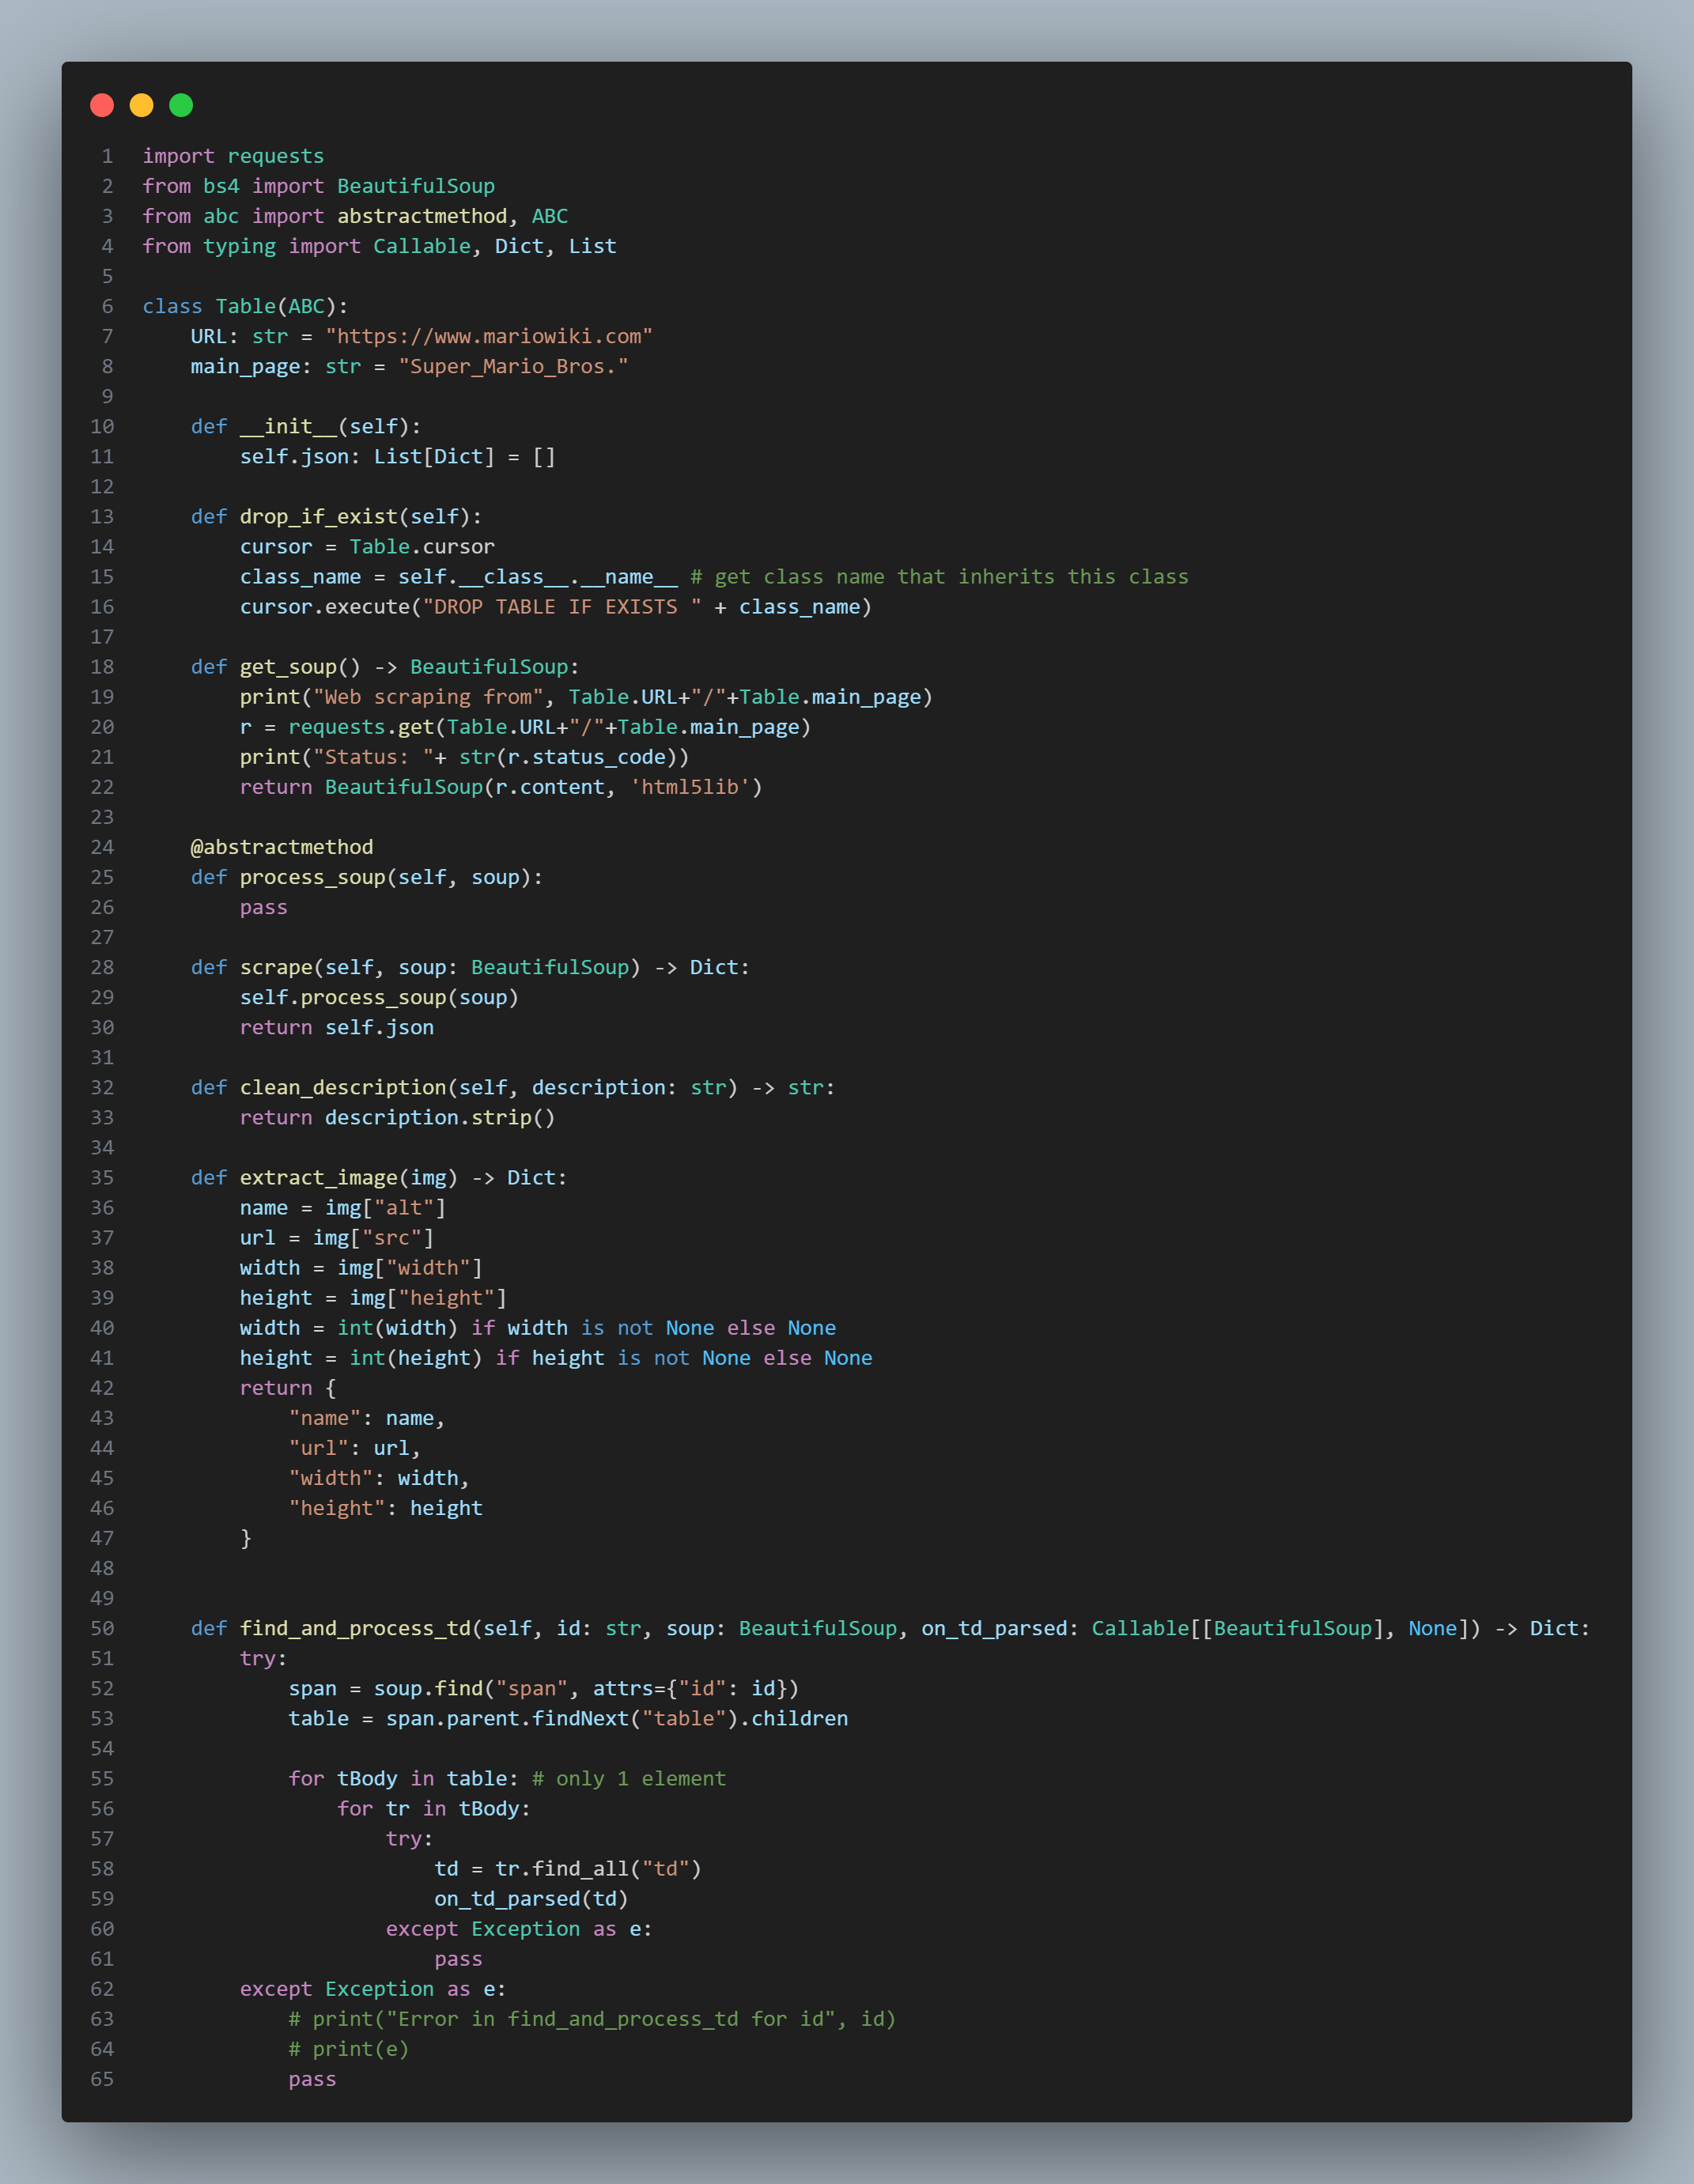 1 import requests
2 from bs4 import BeautifulSoup
3 from abc import abstractmethod, ABC
4 from typing import Callable, Dict, List
5
6 class Table(ABC):
7     URL: str = "https://www.mariowiki.com"
8     main_page: str = "Super_Mario_Bros."
9
10     def __init__(self):
11         self.json: List[Dict] = []
12
13     def drop_if_exist(self):
14         cursor = Table.cursor
15         class_name = self.__class__.__name__ # get class name that inherits this class
16         cursor.execute("DROP TABLE IF EXISTS " + class_name)
17
18     def get_soup() -> BeautifulSoup:
19         print("Web scraping from", Table.URL+"/"+Table.main_page)
20         r = requests.get(Table.URL+"/"+Table.main_page)
21         print("Status: "+ str(r.status_code))
22         return BeautifulSoup(r.content, 'html5lib')
23
24     @abstractmethod
25     def process_soup(self, soup):
26         pass
27
28     def scrape(self, soup: BeautifulSoup) -> Dict:
29         self.process_soup(soup)
30         return self.json
31
32     def clean_description(self, description: str) -> str:
33         return description.strip()
34
35     def extract_image(img) -> Dict:
36         name = img["alt"]
37         url = img["src"]
38         width = img["width"]
39         height = img["height"]
40         width = int(width) if width is not None else None
41         height = int(height) if height is not None else None
42         return {
43             "name": name,
44             "url": url,
45             "width": width,
46             "height": height
47         }
48
49
50     def find_and_process_td(self, id: str, soup: BeautifulSoup, on_td_parsed: Callable[[BeautifulSoup], None]) -> Dict:
51         try:
52             span = soup.find("span", attrs={"id": id})
53             table = span.parent.findNext("table").children
54
55             for tBody in table: # only 1 element
56                 for tr in tBody:
57                     try:
58                         td = tr.find_all("td")
59                         on_td_parsed(td)
60                     except Exception as e:
61                         pass
62         except Exception as e:
63             # print("Error in find_and_process_td for id", id)
64             # print(e)
65             pass